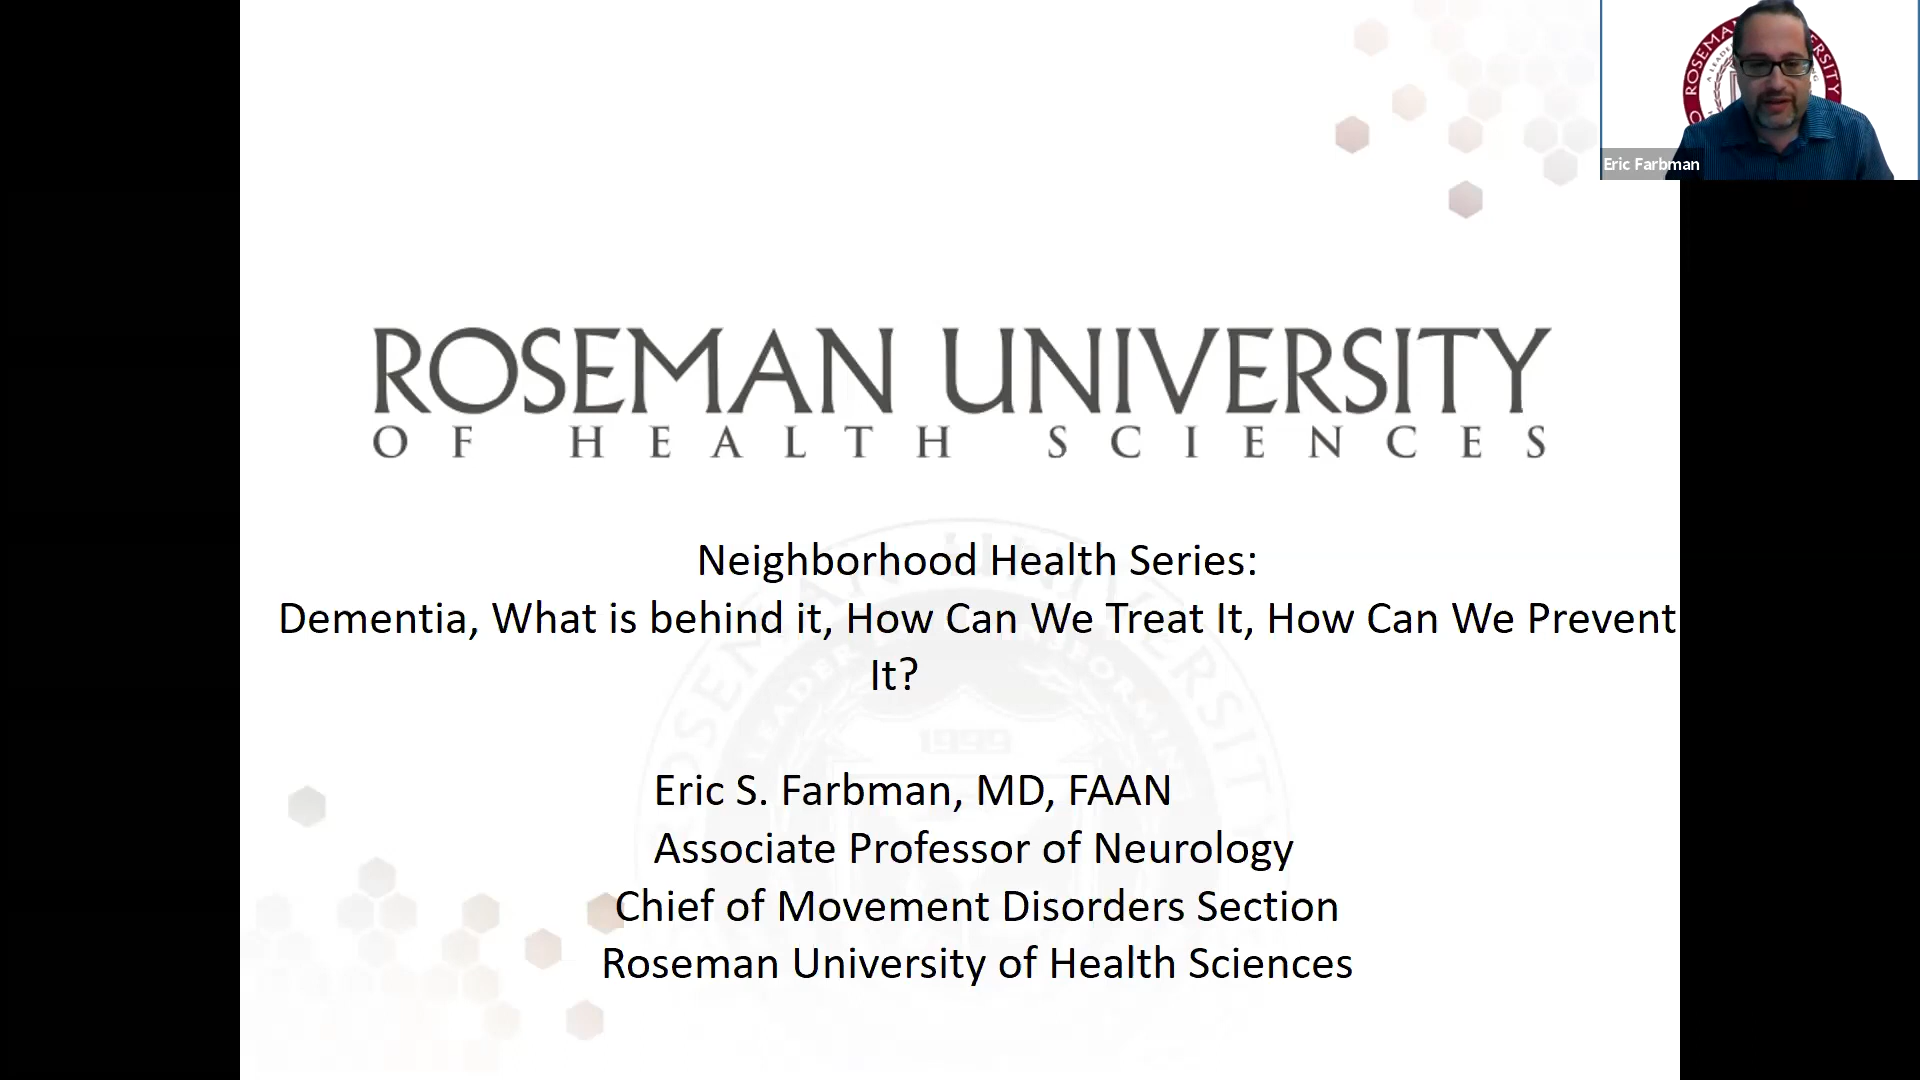 ROSEMAN UNIVERSITY
OF HEALTH SCIENCES
Neighborhood Health Series:
Dementia, What is behind it, How Can We Treat It, How Can We Prevent
It?
1999
Eric S. Farbman, MD, FAAN
Associate Professor of Neurology
Chief of Movement Disorders Section
Roseman University of Health Sciences
Eric Farbman